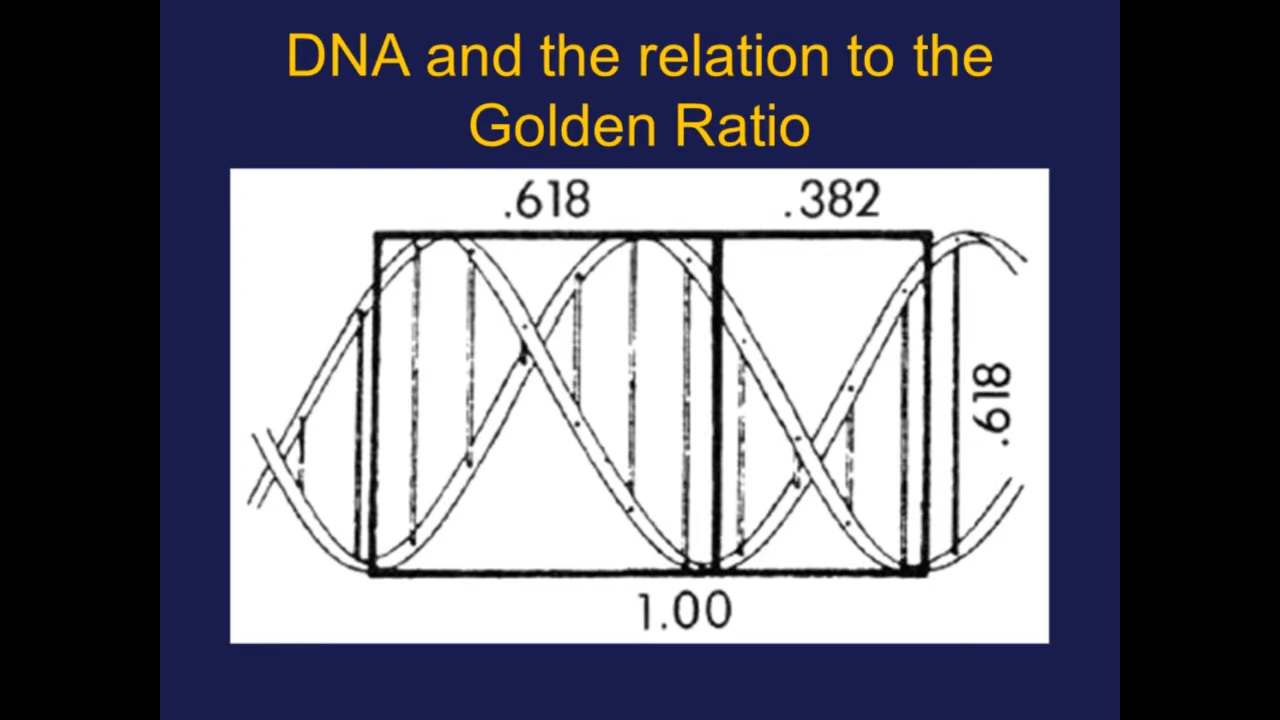 DNA and the relation to the
Golden Ratio
.618
.382
.618
1.00